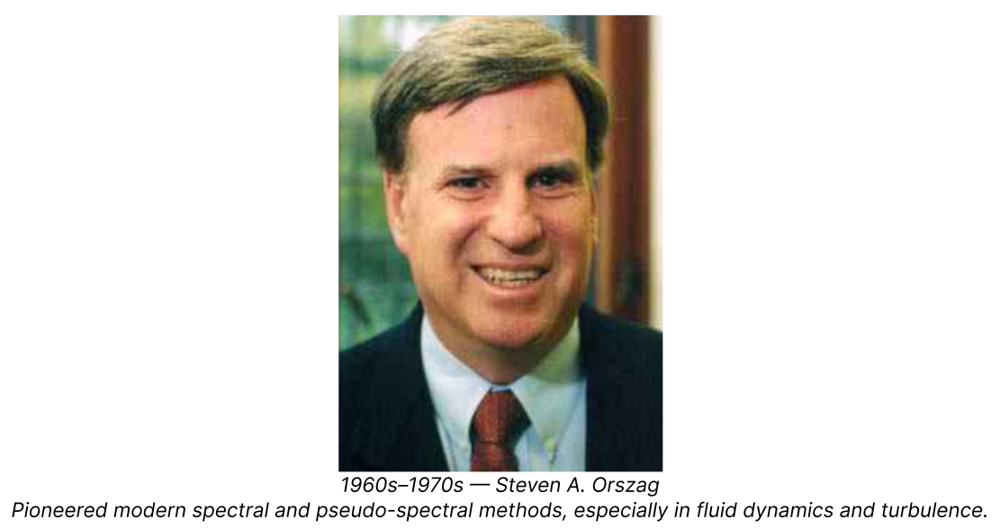 1960s–1970s — Steven A. Orszag
Pioneered modern spectral and pseudo-spectral methods, especially in fluid dynamics and turbulence.